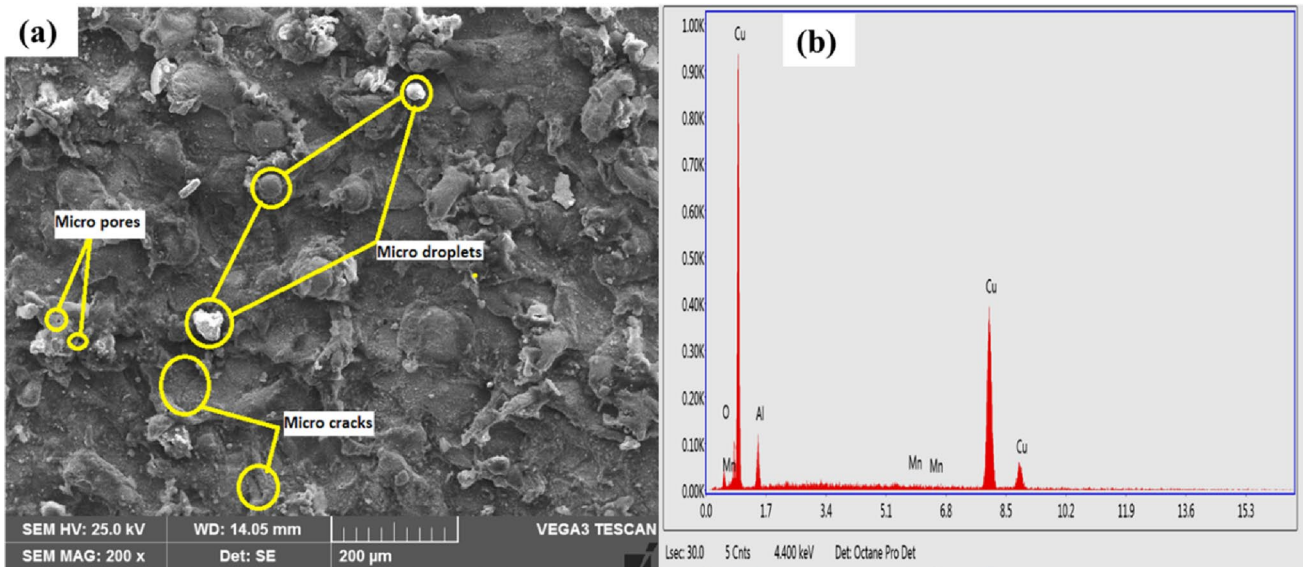 (a)
Micro pores
Micro droplets
Micro cracks
SEM HV: 25.0 kV
WD: 14.05 mm
VEGA3 TESCAN
SEM MAG: 200 x
Det: SE
200 µm
(b)
1.00K
0.90K
0.80K
0.70K
0.60K
0.50K
0.40K
0.30K
0.20K
0.10K
0.00K
Cu
O
Mn
Al
Mn
Mn
Cu
Cu
0.0
1.7
3.4
5.1
6.8
8.5
10.2
11.9
13.6
15.3
Lsec: 30.0
5 Cnts
4.400 keV
Det: Octane Pro Det